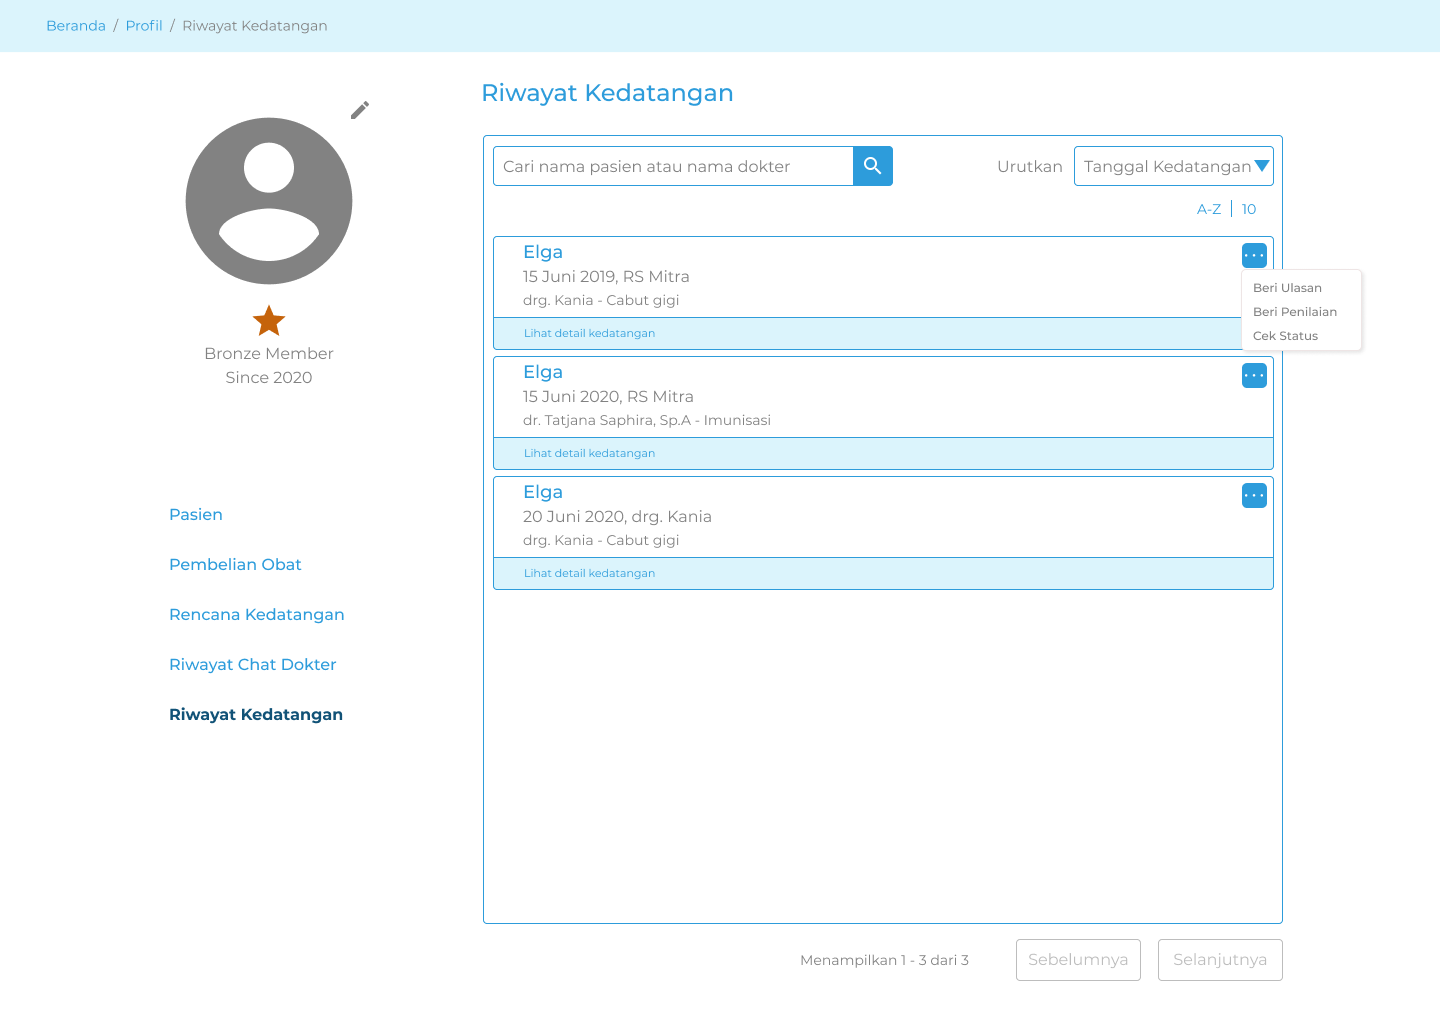 Beranda / Profil / Riwayat Kedatangan
Riwayat Kedatangan
Cari nama pasien atau nama dokter
Urutkan
Tanggal Kedatangan
A-Z | 10
Bronze Member
Since 2020
Pasien
Pembelian Obat
Rencana Kedatangan
Riwayat Chat Dokter
Riwayat Kedatangan
Elga
15 Juni 2019, RS Mitra
drg. Kania - Cabut gigi
Lihat detail kedatangan
Beri Ulasan
Beri Penilaian
Cek Status
Elga
15 Juni 2020, RS Mitra
dr. Tatjana Saphira, Sp.A - Imunisasi
Lihat detail kedatangan
Elga
20 Juni 2020, drg. Kania
drg. Kania - Cabut gigi
Lihat detail kedatangan
Menampilkan 1 - 3 dari 3
Sebelumnya
Selanjutnya